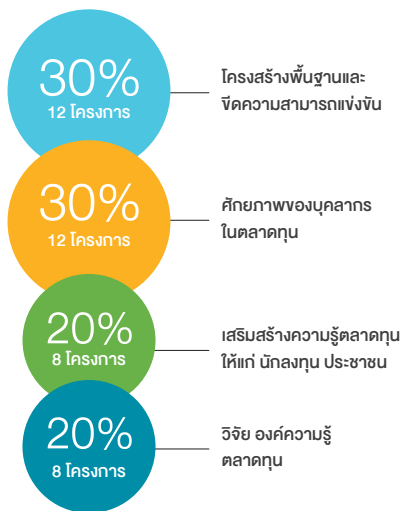 30%
12 โครงการ
โครงสร้างพื้นฐานและ
ขีดความสามารถแข่งขัน
30%
12 โครงการ
ศักยภาพของบุคลากร
ในตลาดทุน
20%
8 โครงการ
เสริมสร้างความรู้ตลาดทุน
ให้แก่ นักลงทุน ประชาชน
20%
8 โครงการ
วิจัย องค์ความรู้
ตลาดทุน